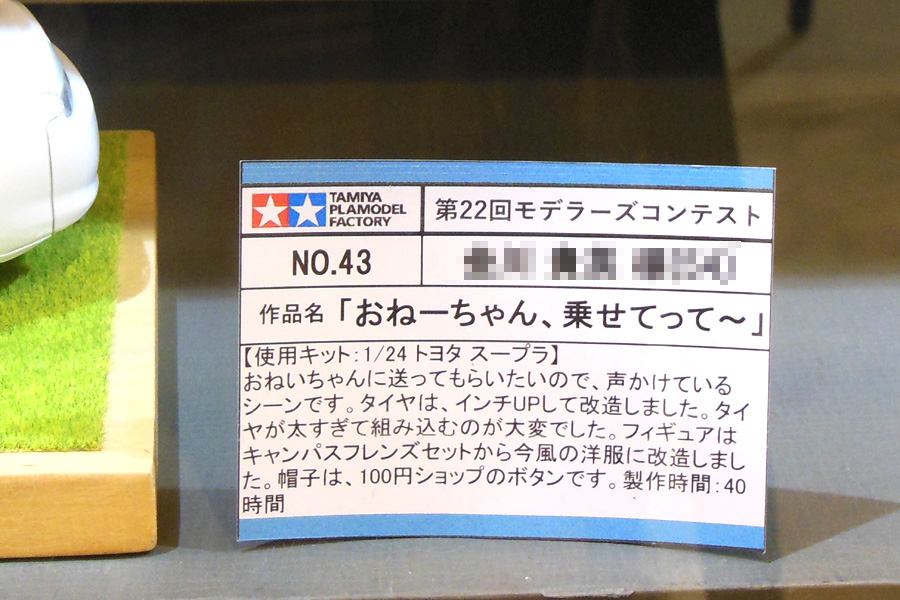 TAMIYA
PLAMODEL
FACTORY
第22回モデラーズコンテスト
NO.43
作品名「おねーちゃん、乗せてって～」
【使用キット:1/24 トヨタ スープラ】
おねいちゃんに送ってもらいたいので、声かけている
シーンです。タイヤは、インチUPして改造しました。タイ
ヤが太すぎて組み込むのが大変でした。フィギュアは
キャンパスフレンズセットから今風の洋服に改造しまし
た。帽子は、100円ショップのボタンです。製作時間:40
時間